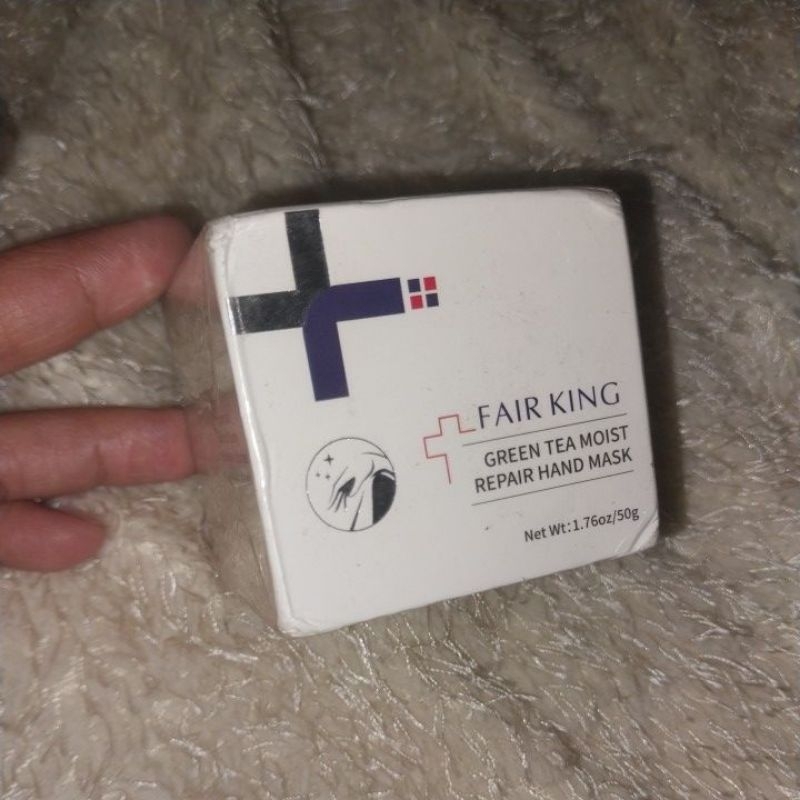 FAIR KING
GREEN TEA MOIST
REPAIR HAND MASK
Net Wt:1.76oz/50g